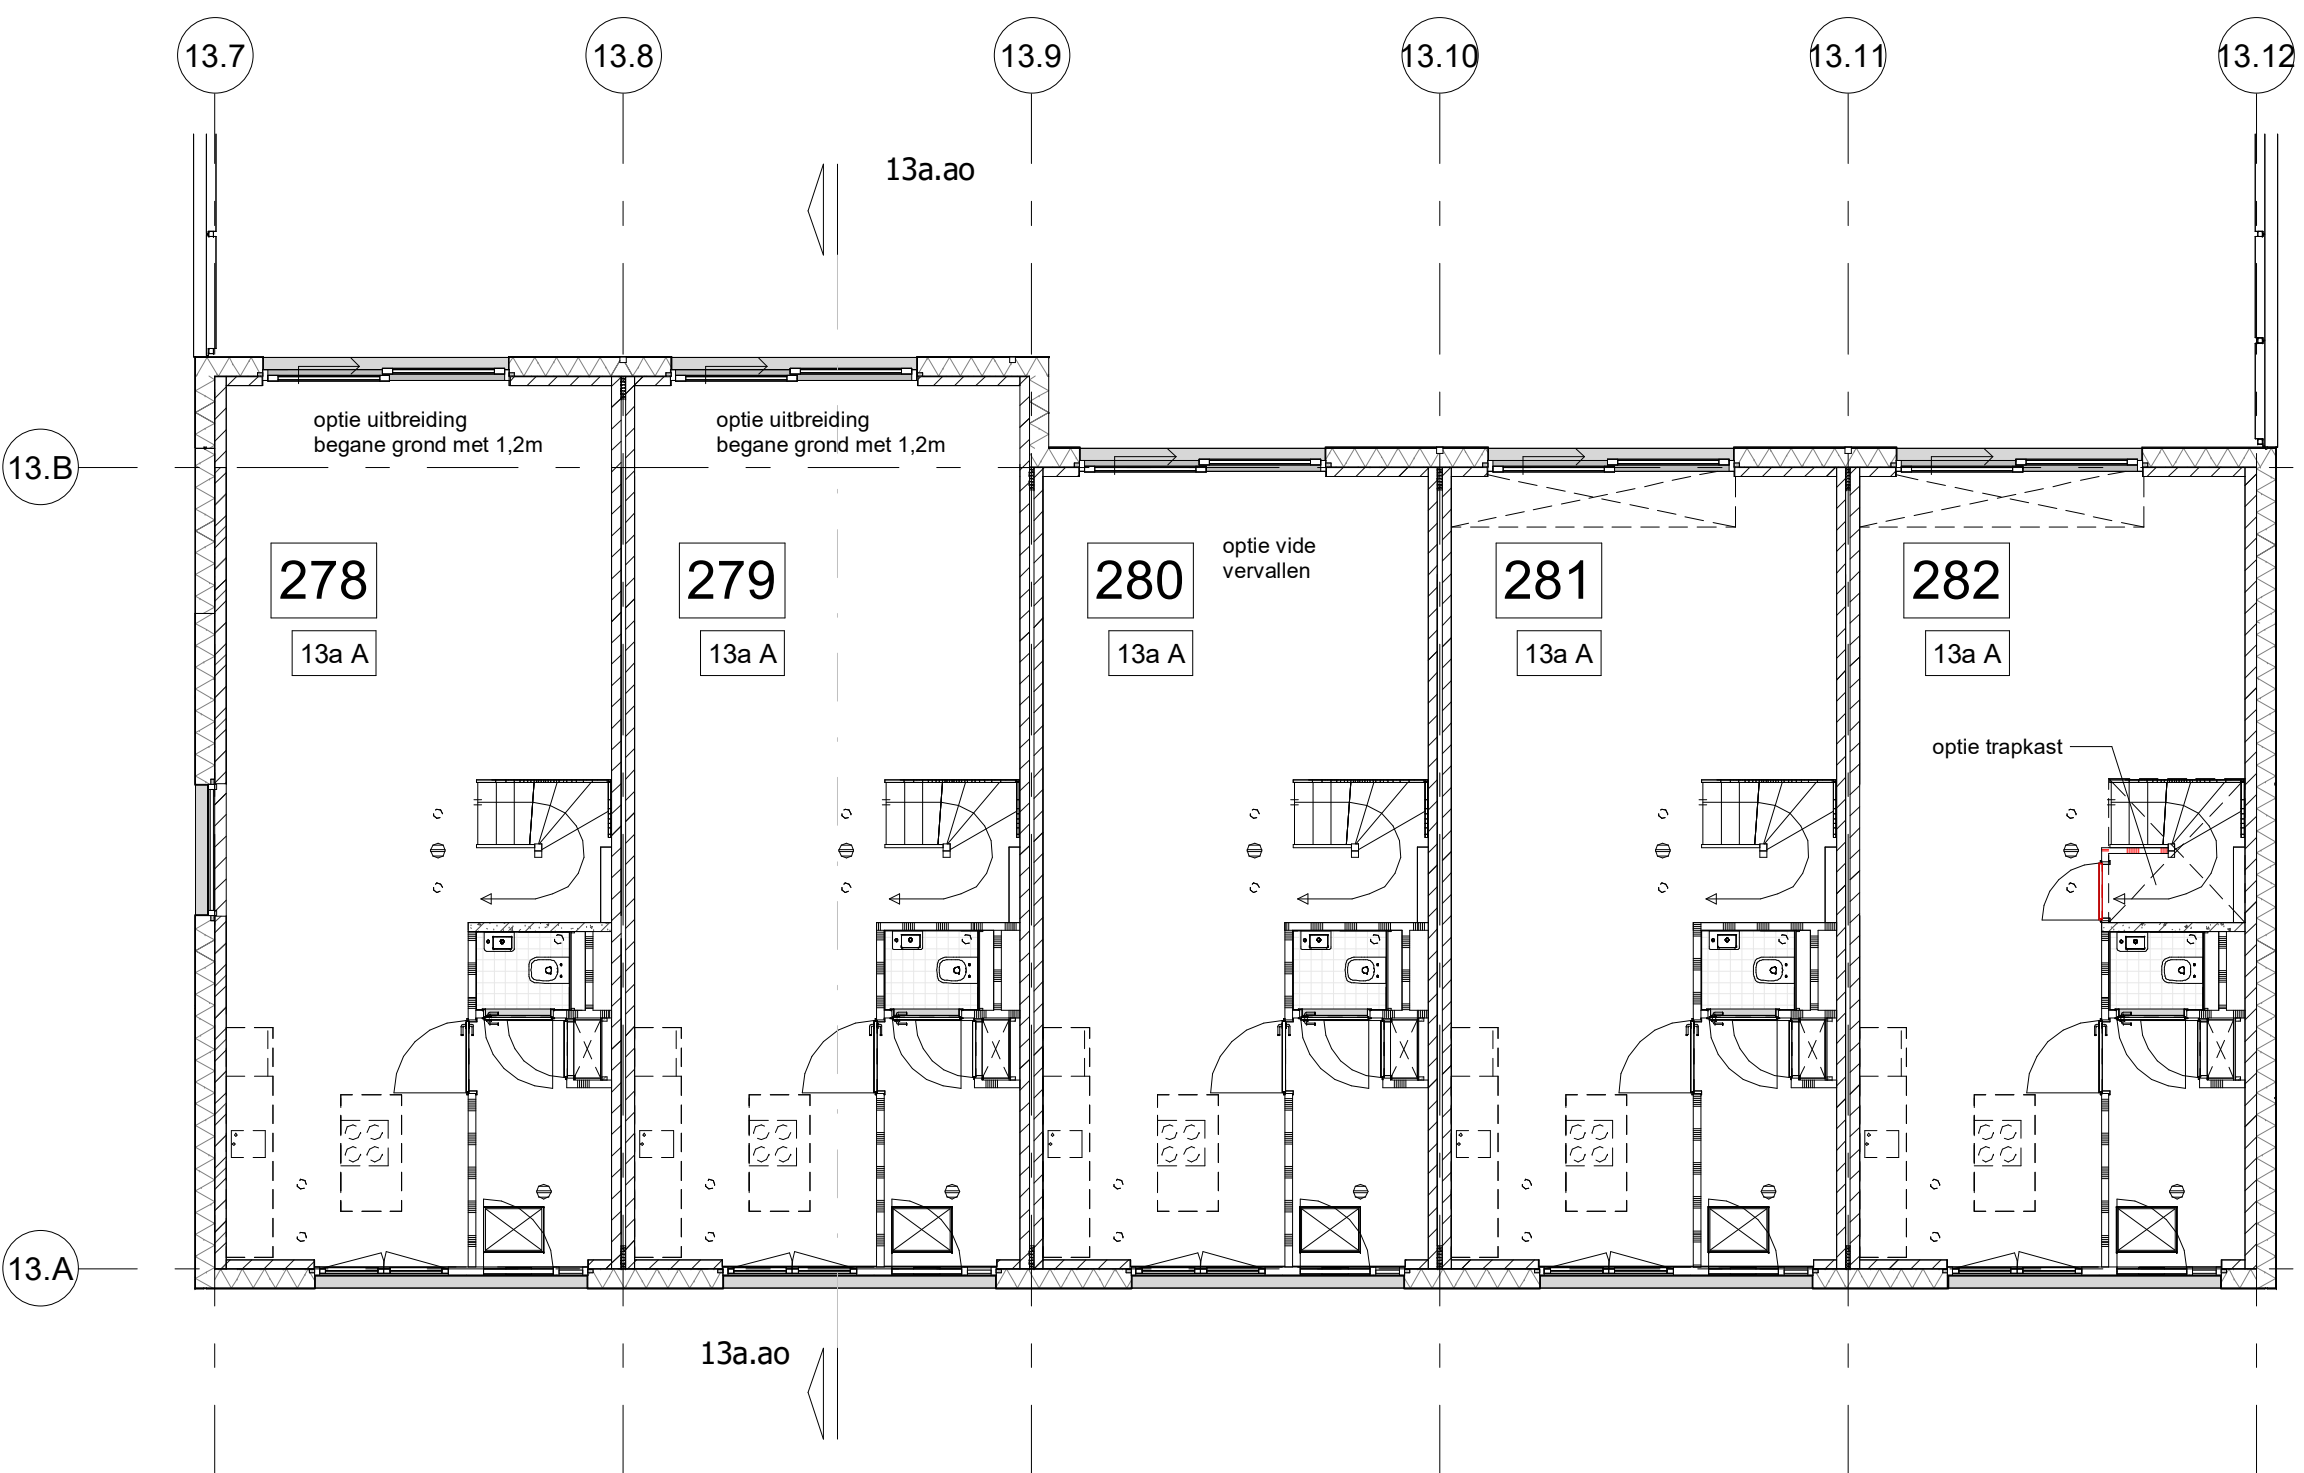 13.7
13.8
13.9
13.10
13.11
13.12
13a.ao
optie uitbreiding
begane grond met 1,2m
optie uitbreiding
begane grond met 1,2m
13.B
278
279
280
optie vide
vervallen
281
282
13a A
13a A
13a A
13a A
13a A
optie trapkast
13.A
13a.ao